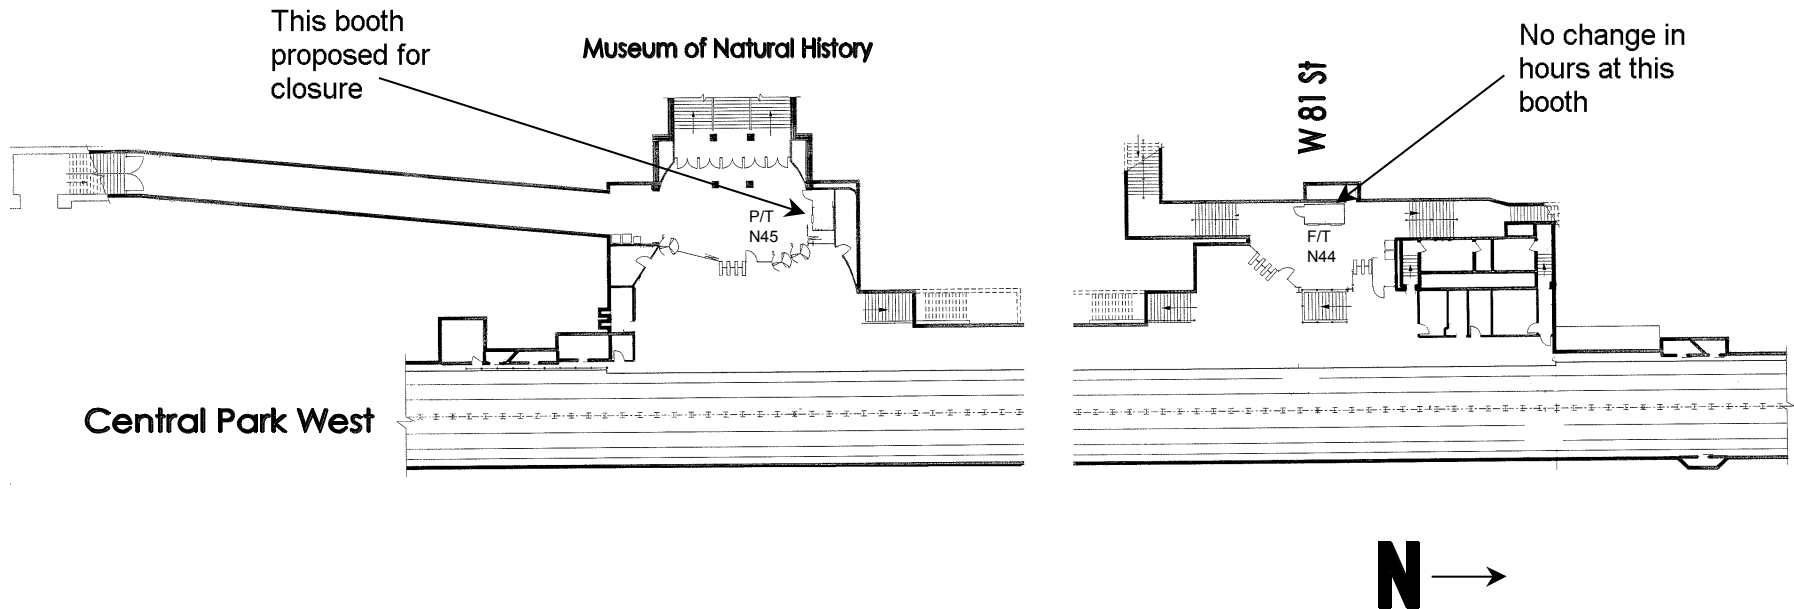 This booth
proposed for
closure
Museum of Natural History
W 81 St
No change in
hours at this
booth
P/T
N45
F/T
N44
Central Park West
N